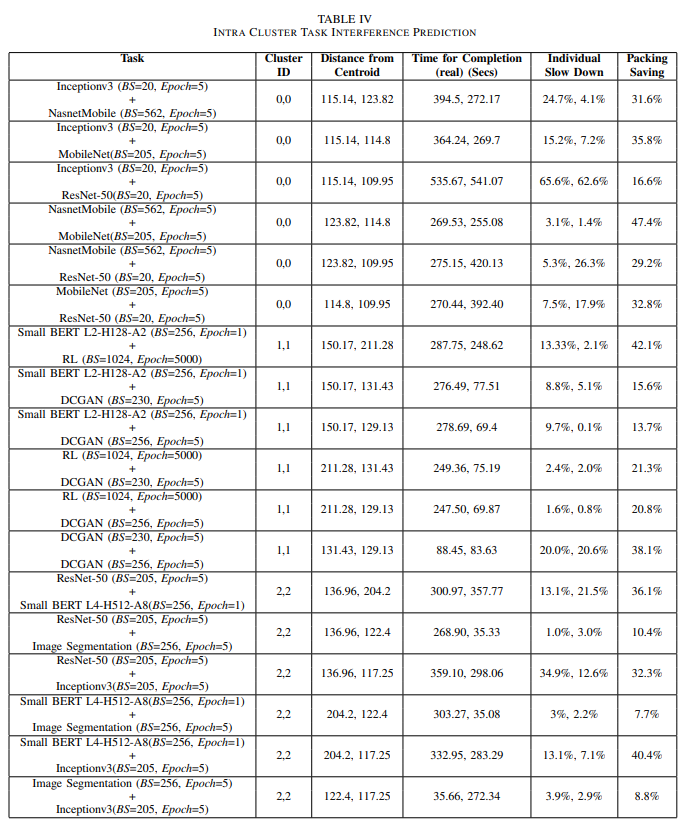 TABLE IV
INTRA CLUSTER TASK INTERFERENCE PREDICTION
Task Cluster ID Distance from Centroid Time for Completion (real) (Secs) Individual Slow Down Packing Saving
Inceptionv3 (BS=20, Epoch=5)
+ 0,0 115.14, 123.82 394.5, 272.17 24.7%, 4.1% 31.6%
NasnetMobile (BS=562, Epoch=5)
Inceptionv3 (BS=20, Epoch=5)
+ 0,0 115.14, 114.8 364.24, 269.7 15.2%, 7.2% 35.8%
MobileNet(BS=205, Epoch=5)
Inceptionv3 (BS=20, Epoch=5)
+ 0,0 115.14, 109.95 535.67, 541.07 65.6%, 62.6% 16.6%
ResNet-50(BS=20, Epoch=5)
NasnetMobile (BS=562, Epoch=5)
+ 0,0 123.82, 114.8 269.53, 255.08 3.1%, 1.4% 47.4%
MobileNet(BS=205, Epoch=5)
NasnetMobile (BS=562, Epoch=5)
+ 0,0 123.82, 109.95 275.15, 420.13 5.3%, 26.3% 29.2%
ResNet-50 (BS=20, Epoch=5)
MobileNet (BS=205, Epoch=5)
+ 0,0 114.8, 109.95 270.44, 392.40 7.5%, 17.9% 32.8%
ResNet-50 (BS=20, Epoch=5)
Small BERT L2-H128-A2 (BS=256, Epoch=1)
+ 1,1 150.17, 211.28 287.75, 248.62 13.33%, 2.1% 42.1%
RL (BS=1024, Epoch=5000)
Small BERT L2-H128-A2 (BS=256, Epoch=1)
+ 1,1 150.17, 131.43 276.49, 77.51 8.8%, 5.1% 15.6%
DCGAN (BS=230, Epoch=5)
Small BERT L2-H128-A2 (BS=256, Epoch=1)
+ 1,1 150.17, 129.13 278.69, 69.4 9.7%, 0.1% 13.7%
DCGAN (BS=256, Epoch=5)
RL (BS=1024, Epoch=5000)
+ 1,1 211.28, 131.43 249.36, 75.19 2.4%, 2.0% 21.3%
DCGAN (BS=230, Epoch=5)
RL (BS=1024, Epoch=5000)
+ 1,1 211.28, 129.13 247.50, 69.87 1.6%, 0.8% 20.8%
DCGAN (BS=256, Epoch=5)
DCGAN (BS=230, Epoch=5)
+ 1,1 131.43, 129.13 88.45, 83.63 20.0%, 20.6% 38.1%
DCGAN (BS=256, Epoch=5)
ResNet-50 (BS=205, Epoch=5)
+ 2,2 136.96, 204.2 300.97, 357.77 13.1%, 21.5% 36.1%
Small BERT L4-H512-A8(BS=256, Epoch=1)
ResNet-50 (BS=205, Epoch=5)
+ 2,2 136.96, 122.4 268.90, 35.33 1.0%, 3.0% 10.4%
Image Segmentation (BS=256, Epoch=5)
ResNet-50 (BS=205, Epoch=5)
+ 2,2 136.96, 117.25 359.10, 298.06 34.9%, 12.6% 32.3%
Inceptionv3(BS=205, Epoch=5)
Small BERT L4-H512-A8(BS=256, Epoch=1)
+ 2,2 204.2, 122.4 303.27, 35.08 3%, 2.2% 7.7%
Image Segmentation (BS=256, Epoch=5)
Small BERT L4-H512-A8(BS=256, Epoch=1)
+ 2,2 204.2, 117.25 332.95, 283.29 13.1%, 7.1% 40.4%
Inceptionv3(BS=205, Epoch=5)
Image Segmentation (BS=256, Epoch=5)
+ 2,2 122.4, 117.25 35.66, 272.34 3.9%, 2.9% 8.8%
Inceptionv3(BS=205, Epoch=5)